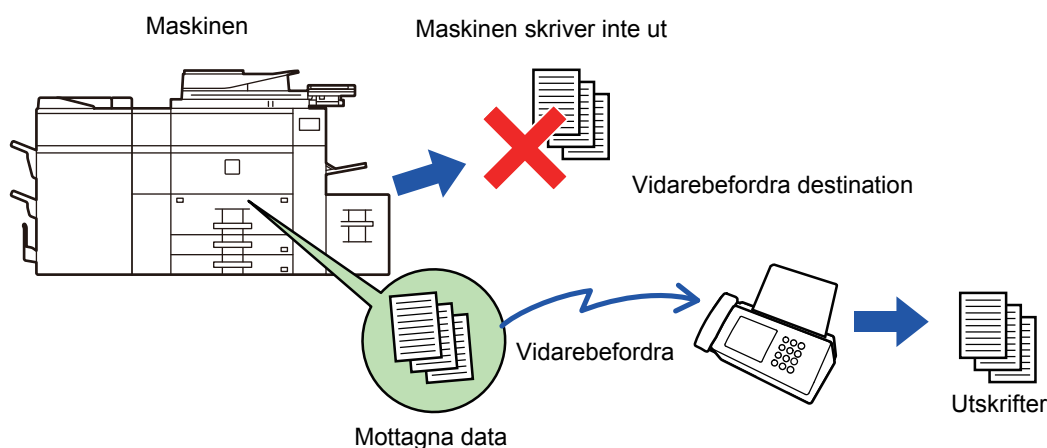 Maskinen
Maskinen skriver inte ut
Vidarebefordra destination
Vidarebefordra
Utskrifter
Mottagna data